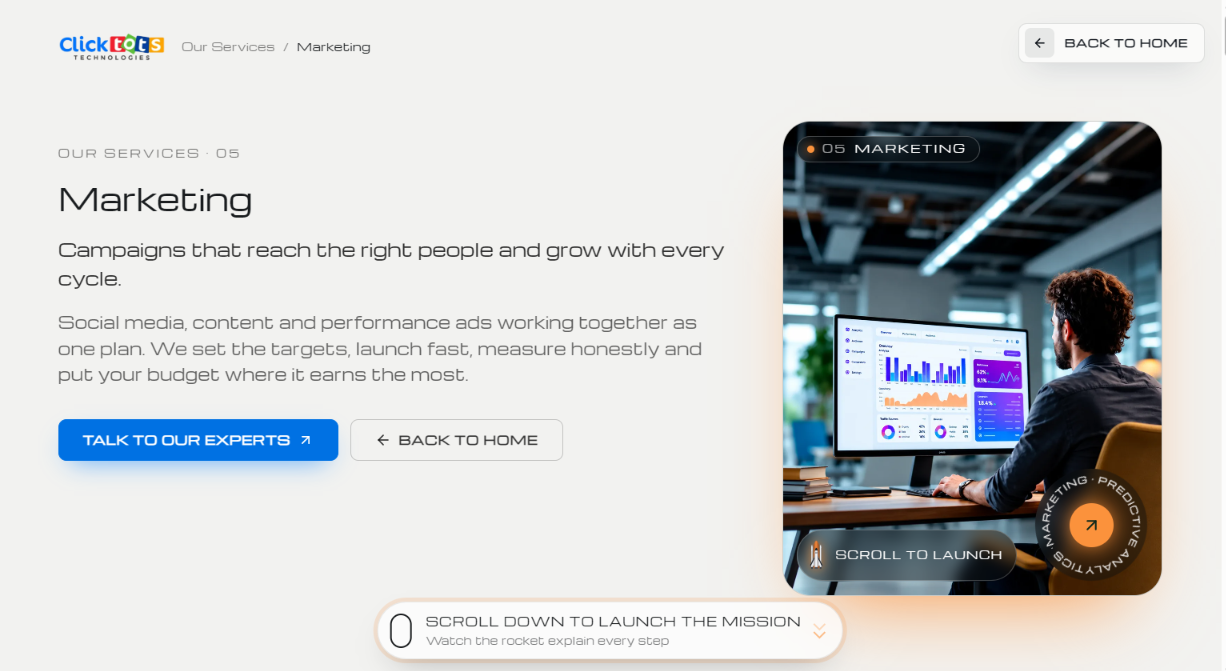 Clicktots
TECHNOLOGIES
Our Services / Marketing
BACK TO HOME
OUR SERVICES · 05
Marketing
Campaigns that reach the right people and grow with every
cycle.
Social media, content and performance ads working together as
one plan. We set the targets, launch fast, measure honestly and
put your budget where it earns the most.
TALK TO OUR EXPERTS
BACK TO HOME
05 MARKETING
SCROLL TO LAUNCH
MARKETING · PREDICTIVE ANALYTICS ·
SCROLL DOWN TO LAUNCH THE MISSION
Watch the rocket explain every step